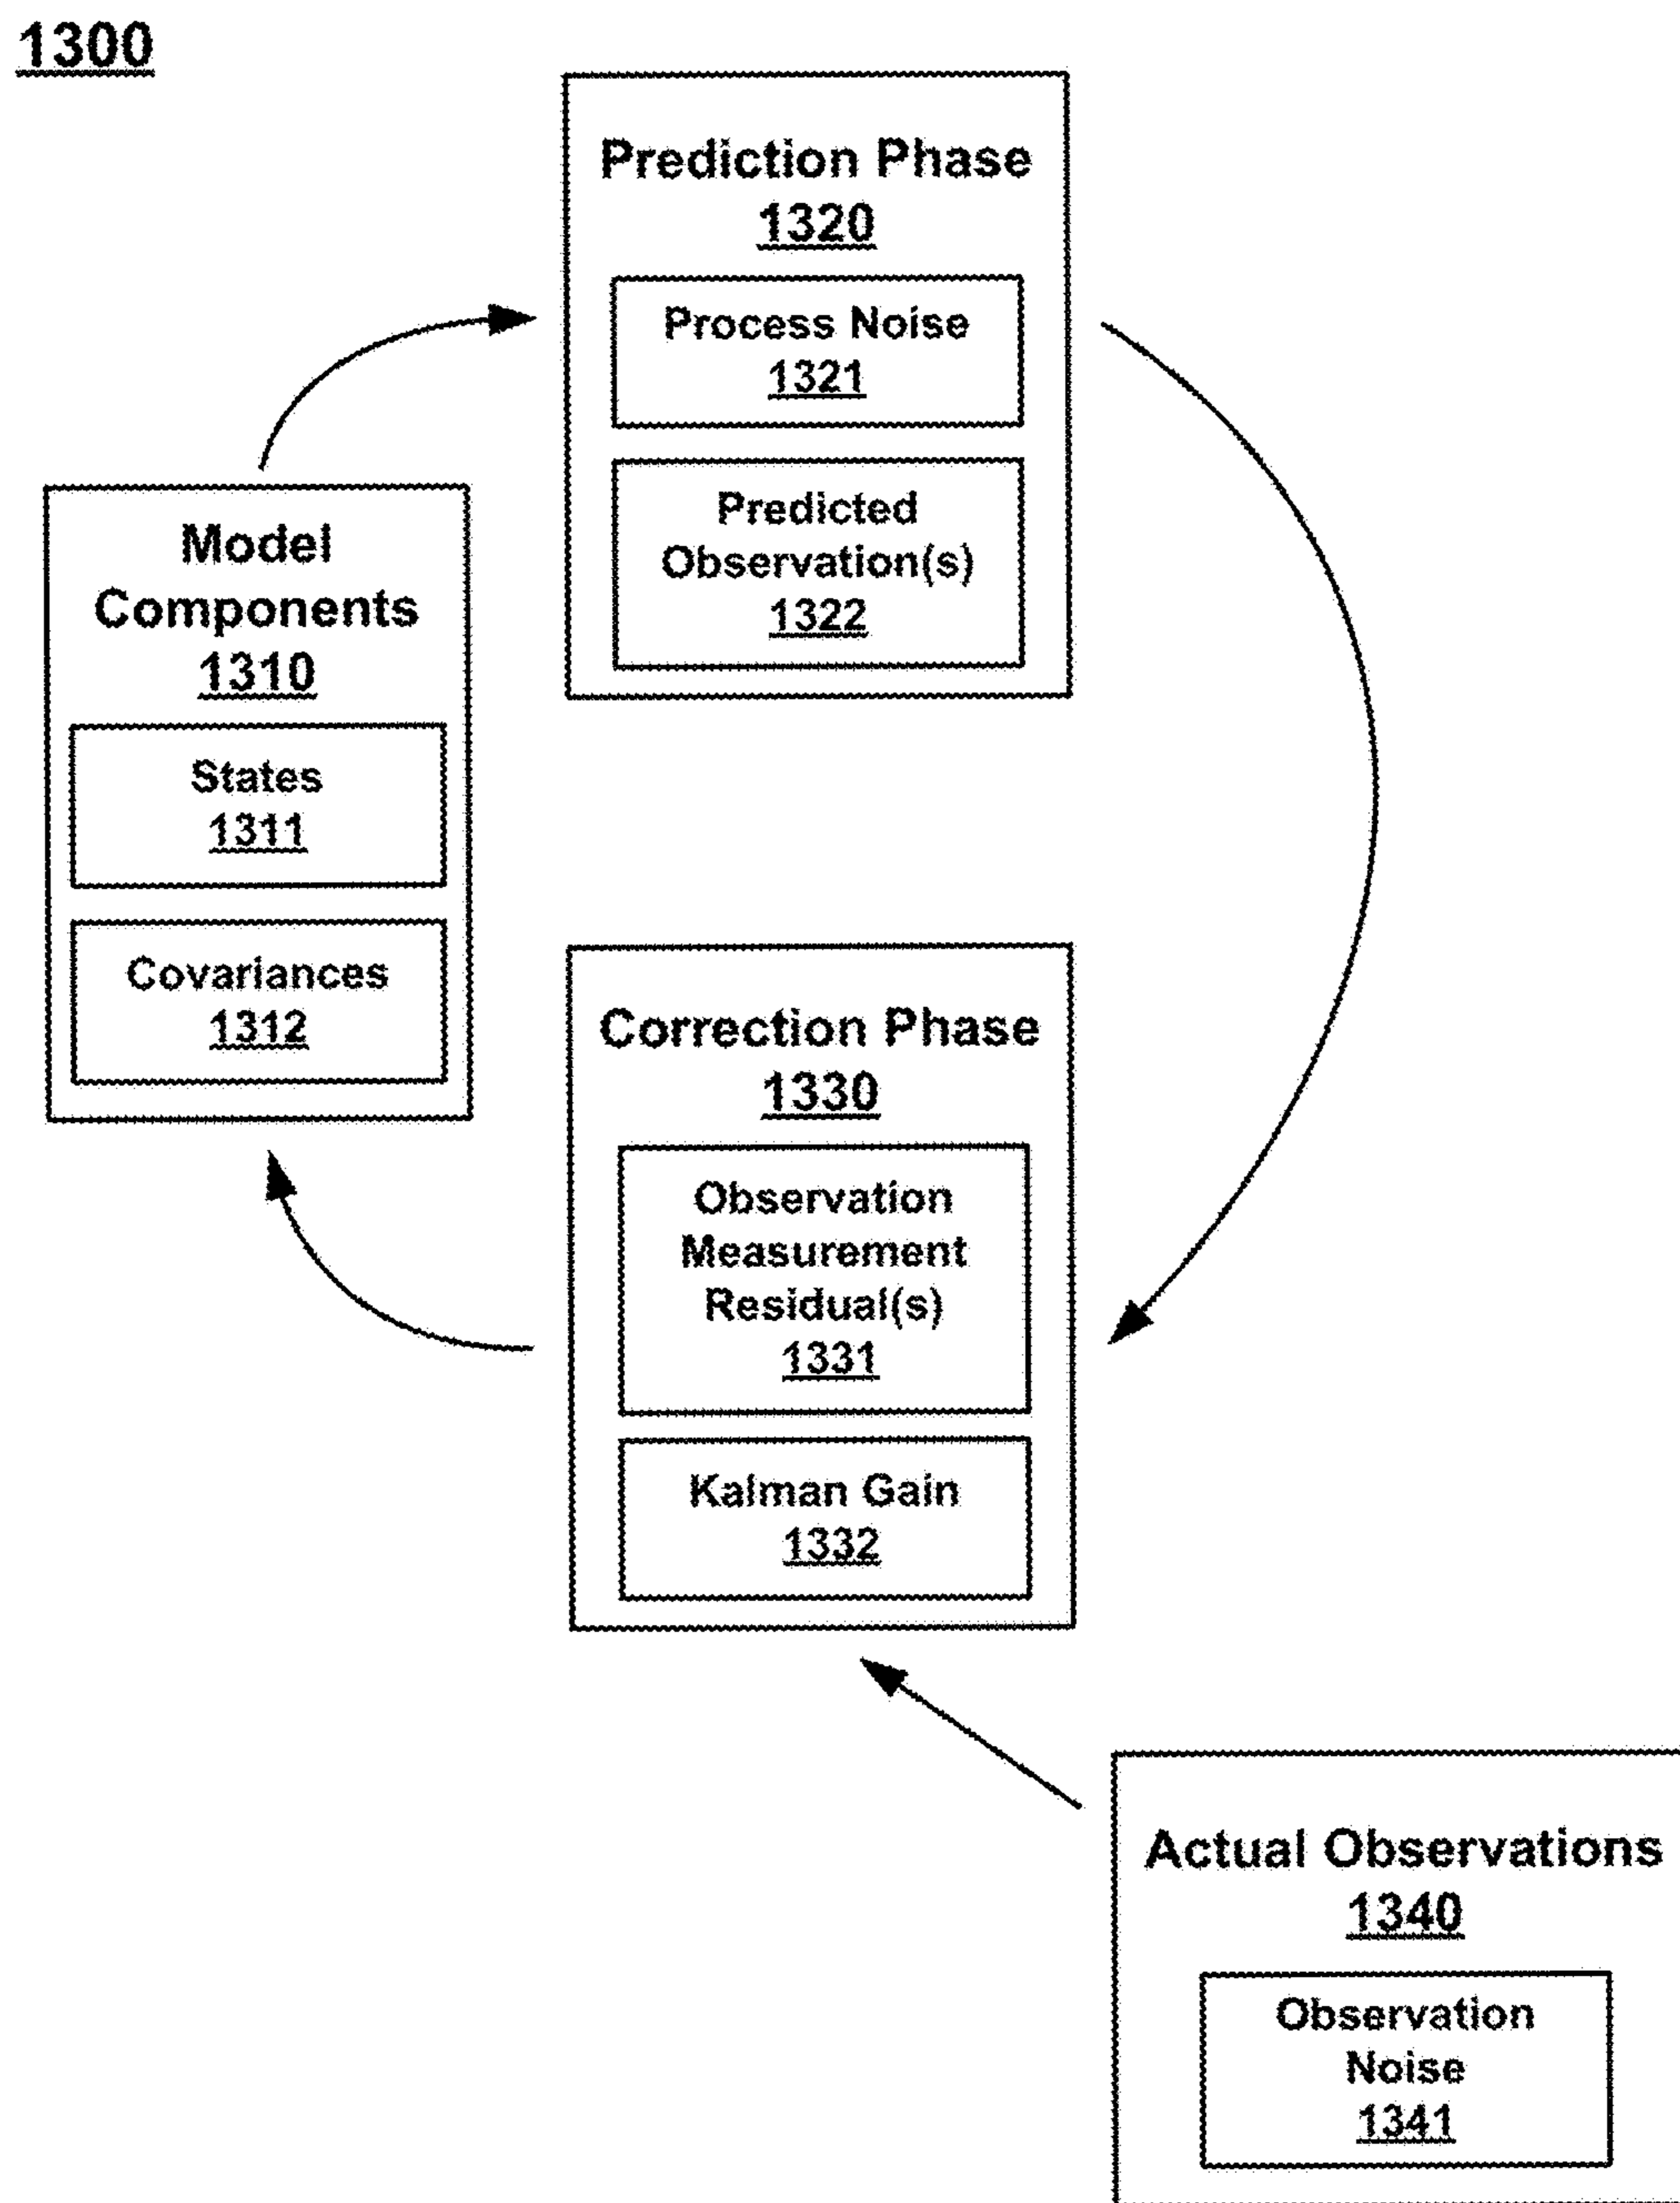 1300
Prediction Phase
1320
Process Noise
1321
Predicted
Observation(s)
1322
Model
Components
1310
States
1311
Covariances
1312
Correction Phase
1330
Observation
Measurement
Residual(s)
1331
Kalman Gain
1332
Actual Observations
1340
Observation
Noise
1341